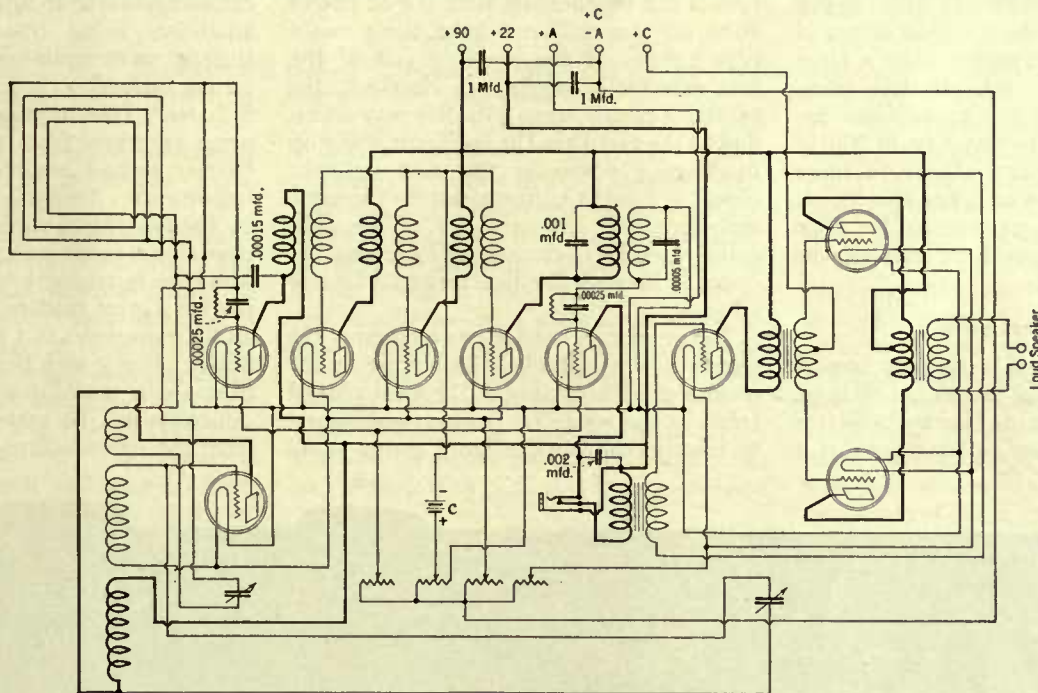 +C
+90 +22 +A -A +C
1 Mfd.
1 Mfd.
.00015 mfd.
.001
mfd.
.00005 mfd
.00025 mfd.
.00025 mfd.
.002
mfd.
-
C
+
Loud Speaker